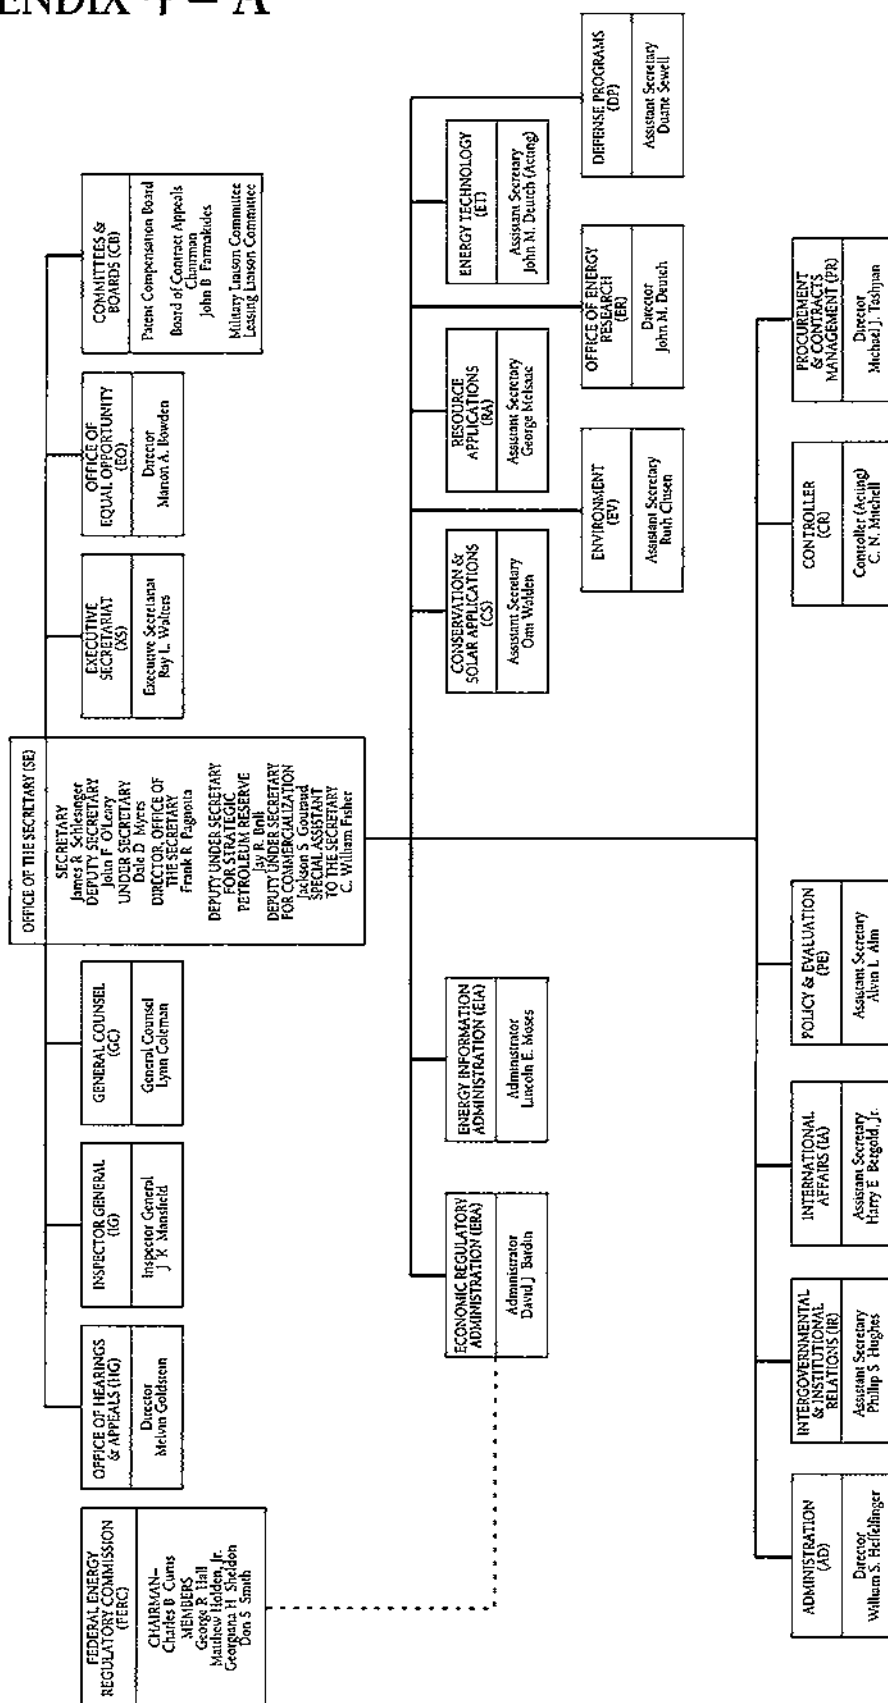 ENDIX
A
OFFICE OF THE SECRETARY (SE)
SECRETARY
James R Schlesinger
DEPUTY SECRETARY
John F O'Leary
UNDER SECRETARY
Dale D Myers
DIRECTOR, OFFICE OF
THE SECRETARY
Frank R Pagnotta
DEPUTY UNDER SECRETARY
FOR STRATEGIC
PETROLEUM RESERVE
Jay R. Brill
DEPUTY UNDER SECRETARY
FOR COMMERCIALIZATION
Jackson S Gouraud
SPECIAL ASSISTANT
TO THE SECRETARY
C. William Fisher
FEDERAL ENERGY
REGULATORY COMMISSION
(FERC)
CHAIRMAN–
Charles B Curtis
MEMBERS
George R Hall
Matthew Holden, Jr.
Georgiana H Sheldon
Don S Smith
OFFICE OF HEARINGS
& APPEALS (HG)
Director
Melvin Goldstein
INSPECTOR GENERAL
(IG)
Inspector General
J K Mansfield
GENERAL COUNSEL
(GC)
General Counsel
Lynn Coleman
EXECUTIVE
SECRETARIAT
(XS)
Executive Secretariat
Ray L. Walters
OFFICE OF
EQUAL OPPORTUNITY
(EO)
Director
Marion A. Bowden
COMMITTEES &
BOARDS (CB)
Patent Compensation Board
Board of Contract Appeals
Chairman
John B Farmakides
Military Liaison Committee
Leasing Liaison Committee
ECONOMIC REGULATORY
ADMINISTRATION (ERA)
Administrator
David J Bardin
ENERGY INFORMATION
ADMINISTRATION (EIA)
Administrator
Lincoln E. Moses
CONSERVATION &
SOLAR APPLICATIONS
(CS)
Assistant Secretary
Omi Walden
RESOURCE
APPLICATIONS
(RA)
Assistant Secretary
George McIsaac
ENERGY TECHNOLOGY
(ET)
Assistant Secretary
John M. Deutch (Acting)
ENVIRONMENT
(EV)
Assistant Secretary
Ruth Clusen
OFFICE OF ENERGY
RESEARCH
(ER)
Director
John M. Deutch
DEFENSE PROGRAMS
(DP)
Assistant Secretary
Duane Sewell
ADMINISTRATION
(AD)
Director
William S. Heffelfinger
INTERGOVERNMENTAL
& INSTITUTIONAL
RELATIONS (IR)
Assistant Secretary
Phillip S Hughes
INTERNATIONAL
AFFAIRS (IA)
Assistant Secretary
Harry E Bergold, Jr.
POLICY & EVALUATION
(PE)
Assistant Secretary
Alvin L Alm
CONTROLLER
(CR)
Controller (Acting)
C. N. Mitchell
PROCUREMENT
& CONTRACTS
MANAGEMENT (PR)
Director
Michael J. Tashjian